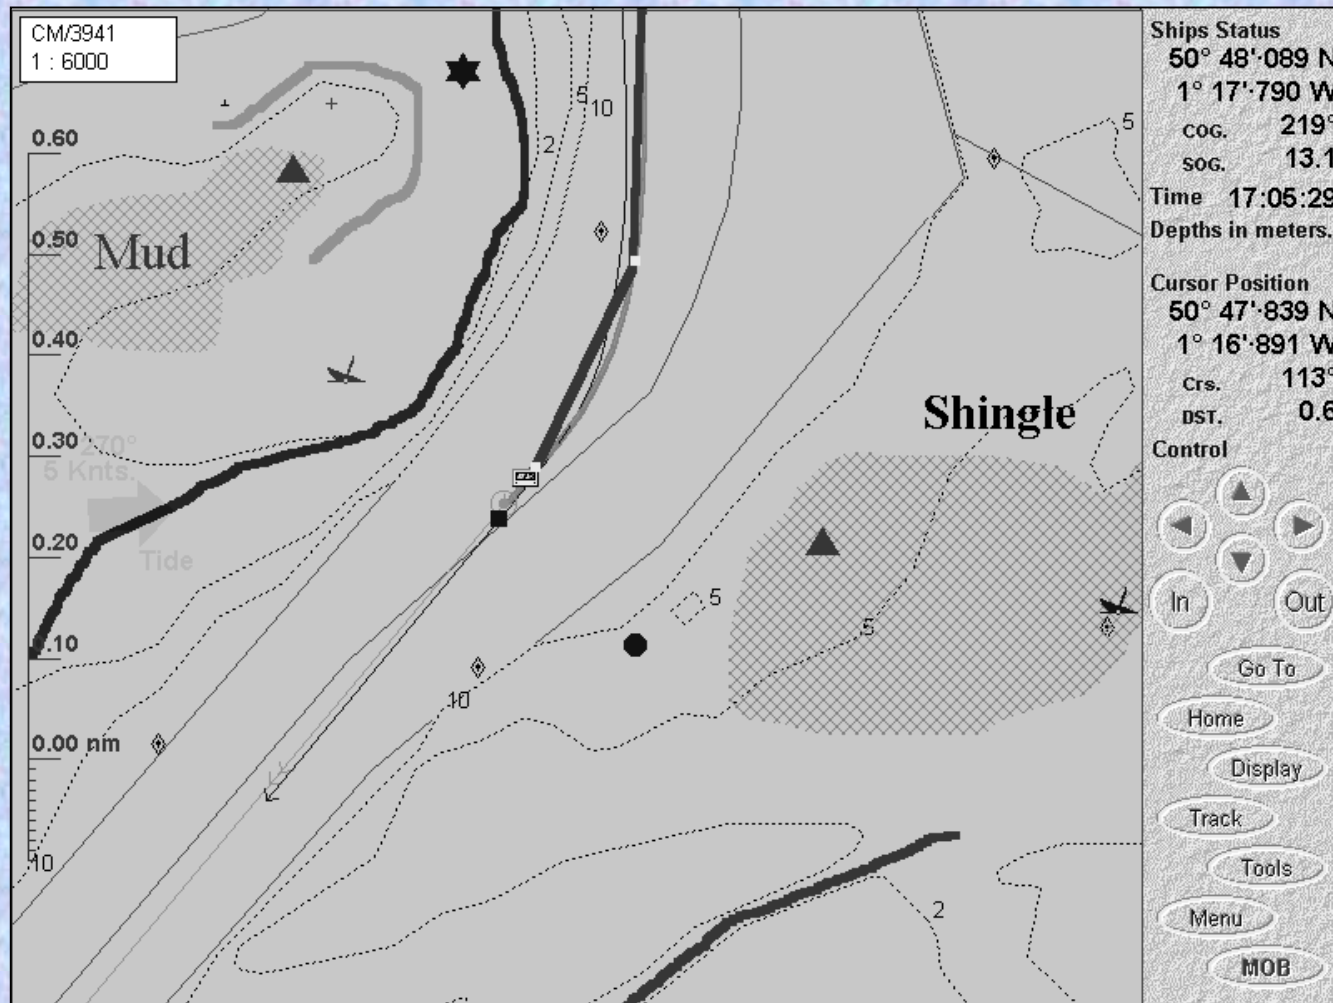 CM/3941
1 : 6000
5
10
2
5
0.60
0.50
Mud
0.40
0.30
270°
5 Knts.
0.20
Tide
0.10
0.00 nm
10
Shingle
5
5
10
2
Ships Status
50° 48'·089 N
1° 17'·790 W
COG. 219°
SOG. 13.1
Time 17:05:29
Depths in meters.
Cursor Position
50° 47'·839 N
1° 16'·891 W
Crs. 113°
DST. 0.6
Control
In
Out
Go To
Home
Display
Track
Tools
Menu
MOB